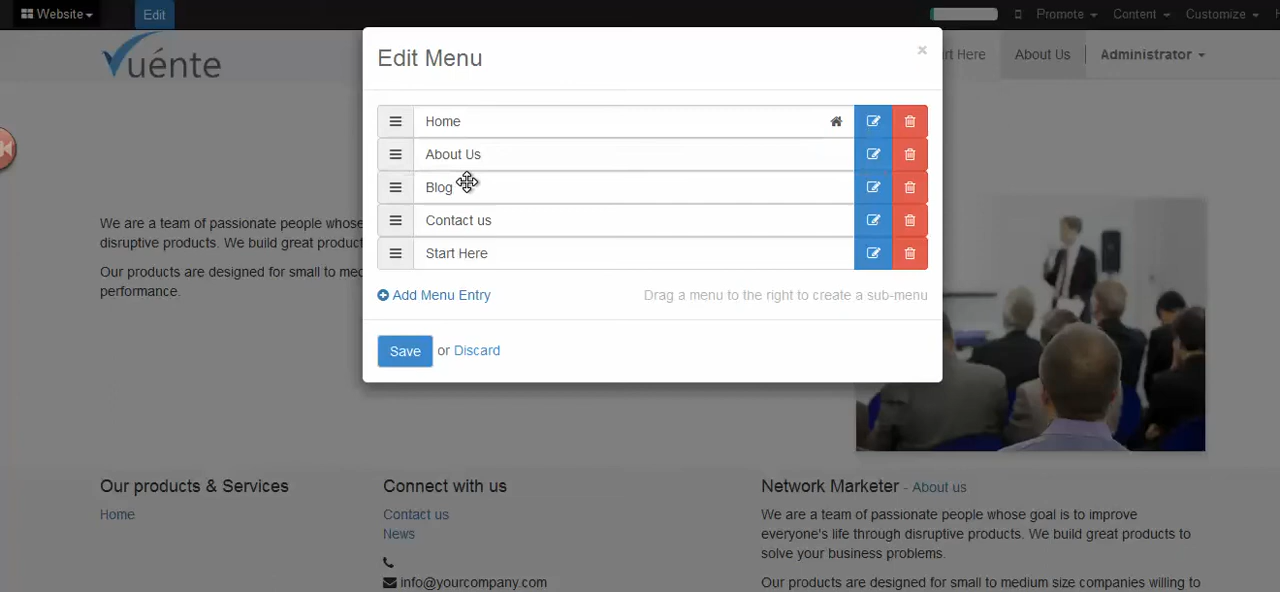 Website
Edit
Promote
Content
Customize
Vuénte
rt Here
About Us
Administrator
Edit Menu
×
Home
About Us
Blog
Contact us
Start Here
Add Menu Entry
Drag a menu to the right to create a sub-menu
Save or Discard
We are a team of passionate people whose
disruptive products. We build great product
Our products are designed for small to med
performance.
Our products & Services
Home
Connect with us
Contact us
News
info@yourcompany.com
Network Marketer - About us
We are a team of passionate people whose goal is to improve
everyone's life through disruptive products. We build great products to
solve your business problems.
Our products are designed for small to medium size companies willing to